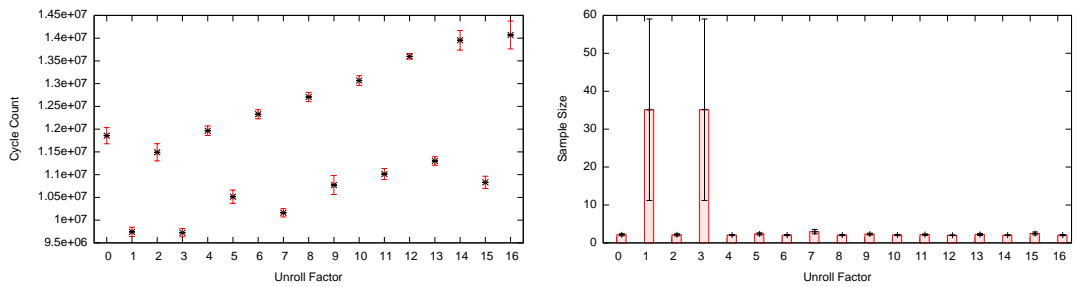 1.45e+07
1.4e+07
1.35e+07
1.3e+07
1.25e+07
1.2e+07
1.15e+07
1.1e+07
1.05e+07
1e+07
9.5e+06
Cycle Count
0 1 2 3 4 5 6 7 8 9 10 11 12 13 14 15 16
Unroll Factor
60
50
40
30
20
10
0
Sample Size
0 1 2 3 4 5 6 7 8 9 10 11 12 13 14 15 16
Unroll Factor